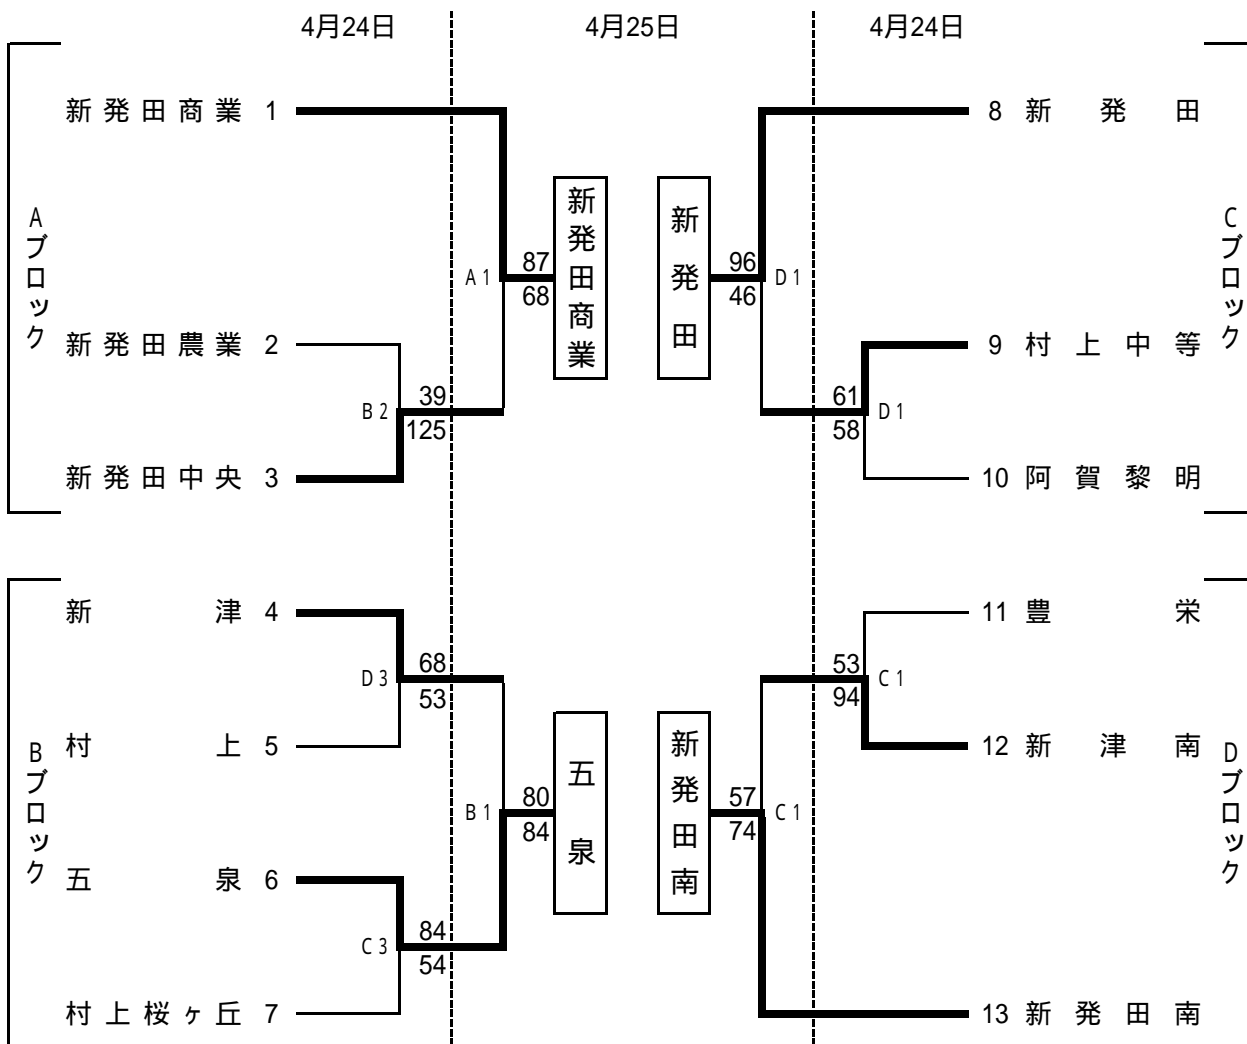 4月24日
4月25日
4月24日
Aブロック
新発田商業 1
新発田農業 2
新発田中央 3
B2
39
125
A1
87
68
新発田商業
Bブロック
新津 4
村上 5
五泉 6
村上桜ヶ丘 7
D3
68
53
C3
84
54
B1
80
84
五泉
新発田
96
46
D1
61
58
D1
8 新発田
9 村上中等
10 阿賀黎明
Cブロック
新発田南
57
74
C1
53
94
C1
11 豊栄
12 新津南
13 新発田南
Dブロック